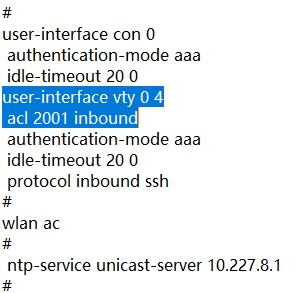 #
user-interface con 0
authentication-mode aaa
idle-timeout 20 0
user-interface vty 0 4
acl 2001 inbound
authentication-mode aaa
idle-timeout 20 0
protocol inbound ssh
#
wlan ac
#
ntp-service unicast-server 10.227.8.1
#